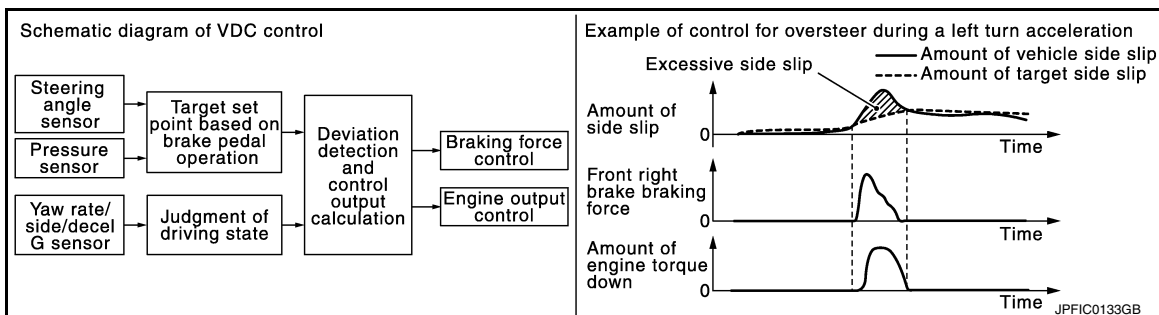 Schematic diagram of VDC control
Steering
angle
sensor
Pressure
sensor
Yaw rate/
side/decel
G sensor
Target set
point based on
brake pedal
operation
Judgment of
driving state
Deviation
detection
and
control
output
calculation
Braking force
control
Engine output
control
Example of control for oversteer during a left turn acceleration
Amount of vehicle side slip
Amount of target side slip
Excessive side slip
Amount of
side slip
0
Time
Front right
brake braking
force
0
Time
Amount of
engine torque
down
0
Time
JPFIC0133GB